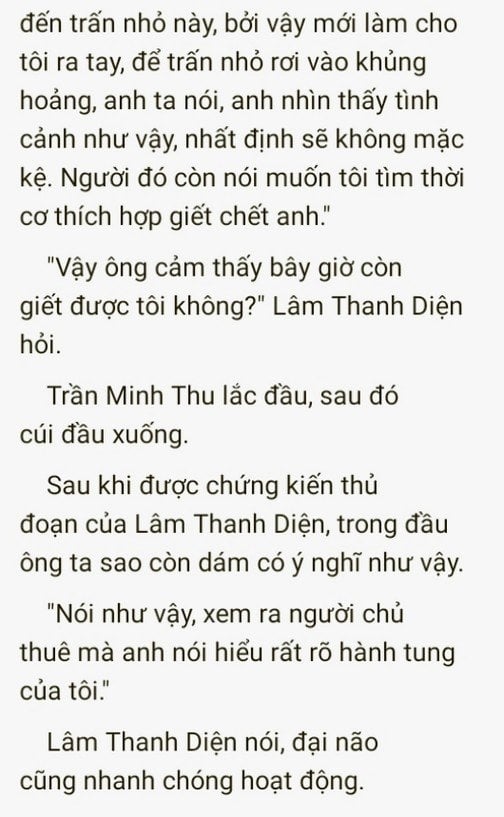 đến trấn nhỏ này, bởi vậy mới làm cho
tôi ra tay, để trấn nhỏ rơi vào khủng
hoảng, anh ta nói, anh nhìn thấy tình
cảnh như vậy, nhất định sẽ không mặc
kệ. Người đó còn nói muốn tôi tìm thời
cơ thích hợp giết chết anh."
"Vậy ông cảm thấy bây giờ còn
giết được tôi không?" Lâm Thanh Diện
hỏi.
Trần Minh Thu lắc đầu, sau đó
cúi đầu xuống.
Sau khi được chứng kiến thủ
đoạn của Lâm Thanh Diện, trong đầu
ông ta sao còn dám có ý nghĩ như vậy.
"Nói như vậy, xem ra người chủ
thuê mà anh nói hiểu rất rõ hành tung
của tôi."
Lâm Thanh Diện nói, đại não
cũng nhanh chóng hoạt động.